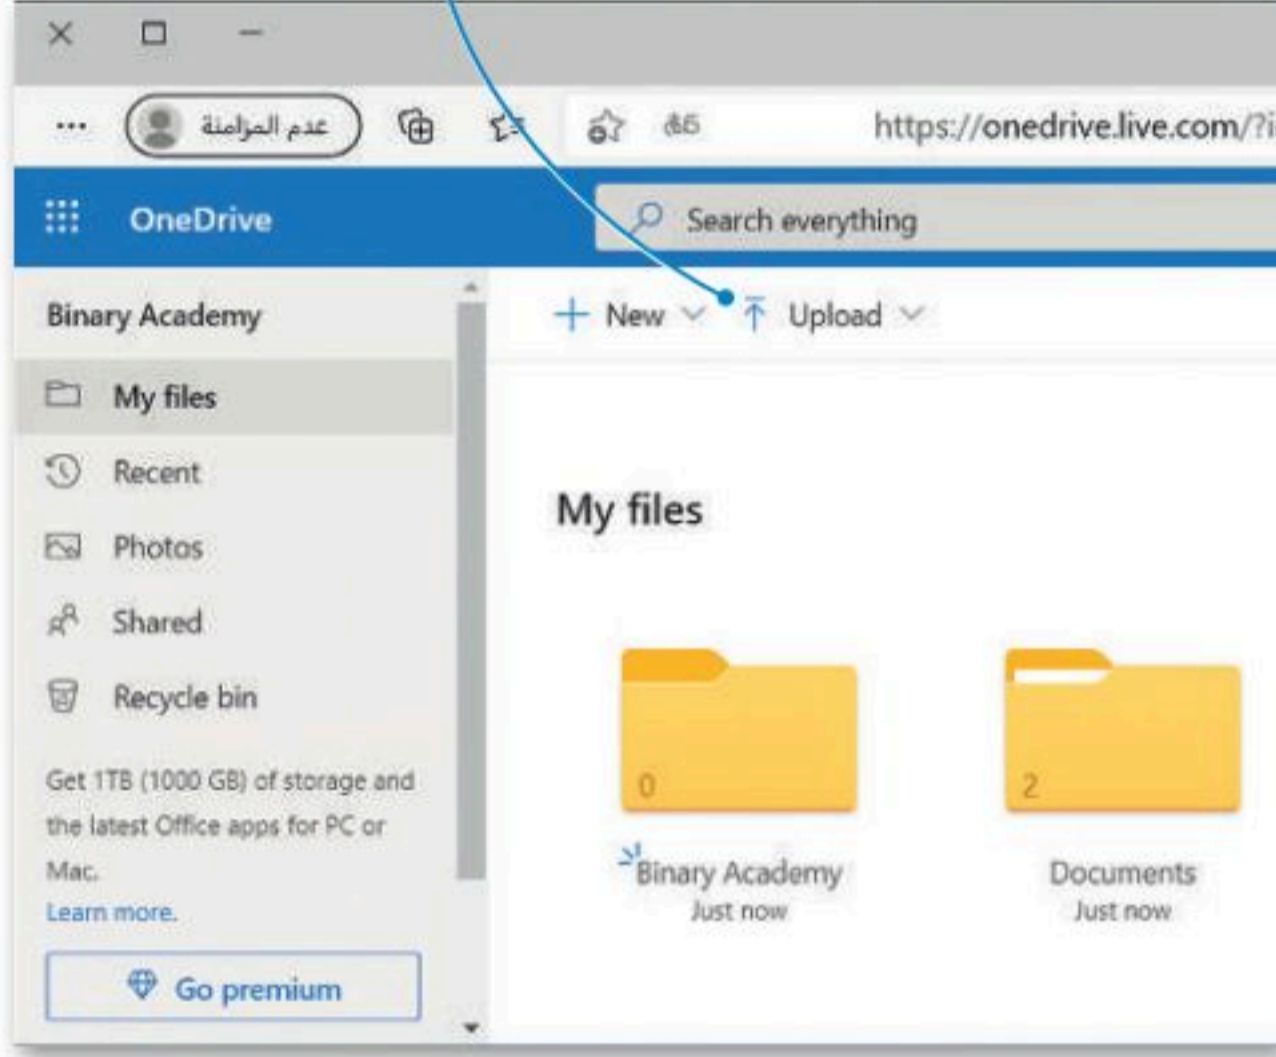 عدم المزامنة
https://onedrive.live.com/?i
OneDrive
Search everything
Binary Academy
New
Upload
My files
Recent
Photos
Shared
Recycle bin
Get 1TB (1000 GB) of storage and
the latest Office apps for PC or
Mac.
Learn more.
Go premium
My files
0
2
Binary Academy
Just now
Documents
Just now